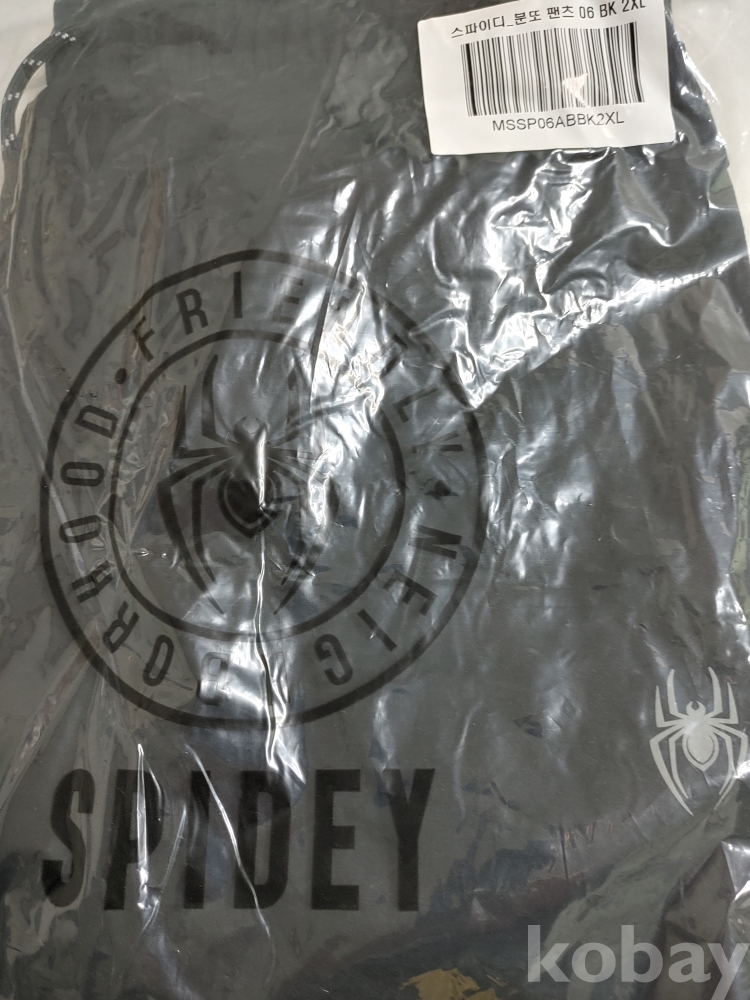 스파이디_분또 팬츠 06 BK 2XL
MSSP06ABBK2XL
FRIENDLY • NEIGHBORHOOD •
SPIDEY
kobay